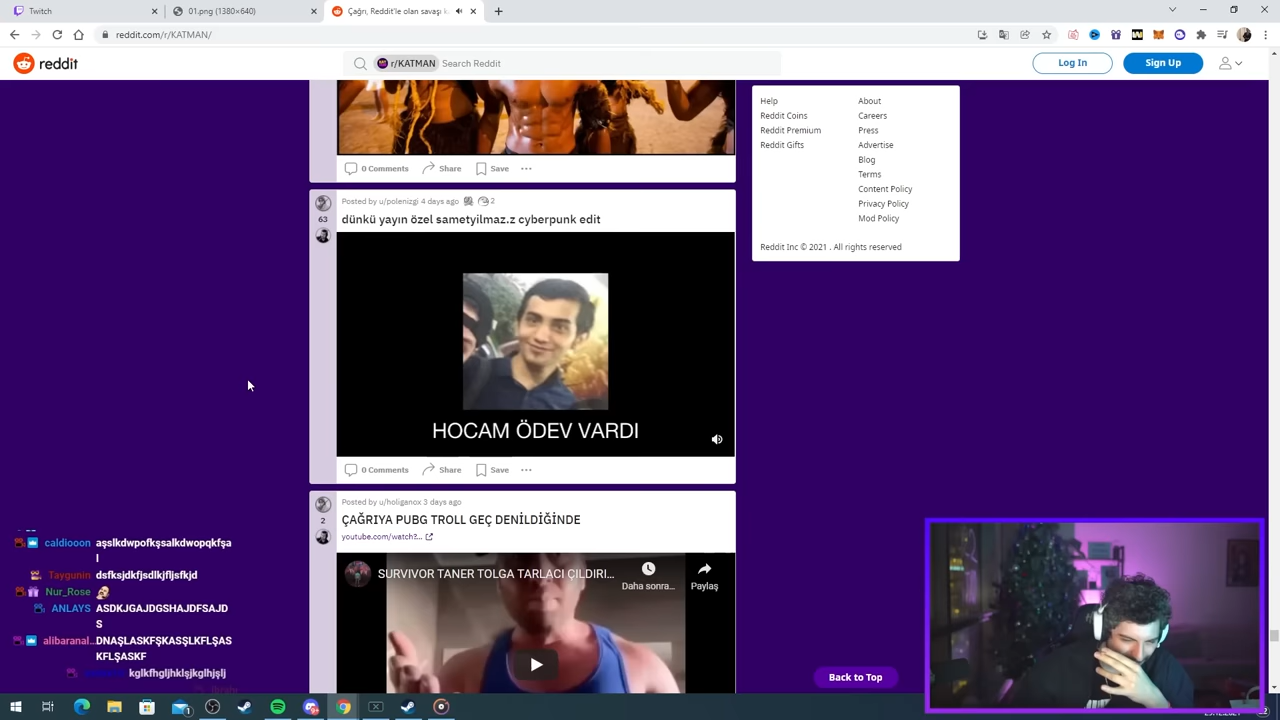 Twitch
01.png (1380×640)
Çağrı, Reddit'le olan savaşı k
reddit.com/r/KATMAN/
reddit
r/KATMAN Search Reddit
Log In
Sign Up
0 Comments Share Save
Posted by u/polenizgi 4 days ago 2
63
dünkü yayın özel sametyilmaz.z cyberpunk edit
HOCAM ÖDEV VARDI
0 Comments Share Save
Posted by u/holiganox 3 days ago
2
ÇAĞRIYA PUBG TROLL GEÇ DENİLDİĞİNDE
youtube.com/watch?...
SURVIVOR TANER TOLGA TARLACI ÇILDIRI...
Daha sonra...
Paylaş
Help
Reddit Coins
Reddit Premium
Reddit Gifts
About
Careers
Press
Advertise
Blog
Terms
Content Policy
Privacy Policy
Mod Policy
Reddit Inc © 2021 . All rights reserved
Back to Top
caldiooon aşslkdwpofkşsalkdwopqkfşa
l
Taygunin dsfksjdkfjsdlkjfljsfkjd
Nur_Rose
ANLAYS ASDKJGAJDGSHAJDFSAJD
S
alibaranal... DNAŞLASKFŞKASŞLKFLŞAS
KFLŞASKF
kglkfhgljhkljkglhjslj